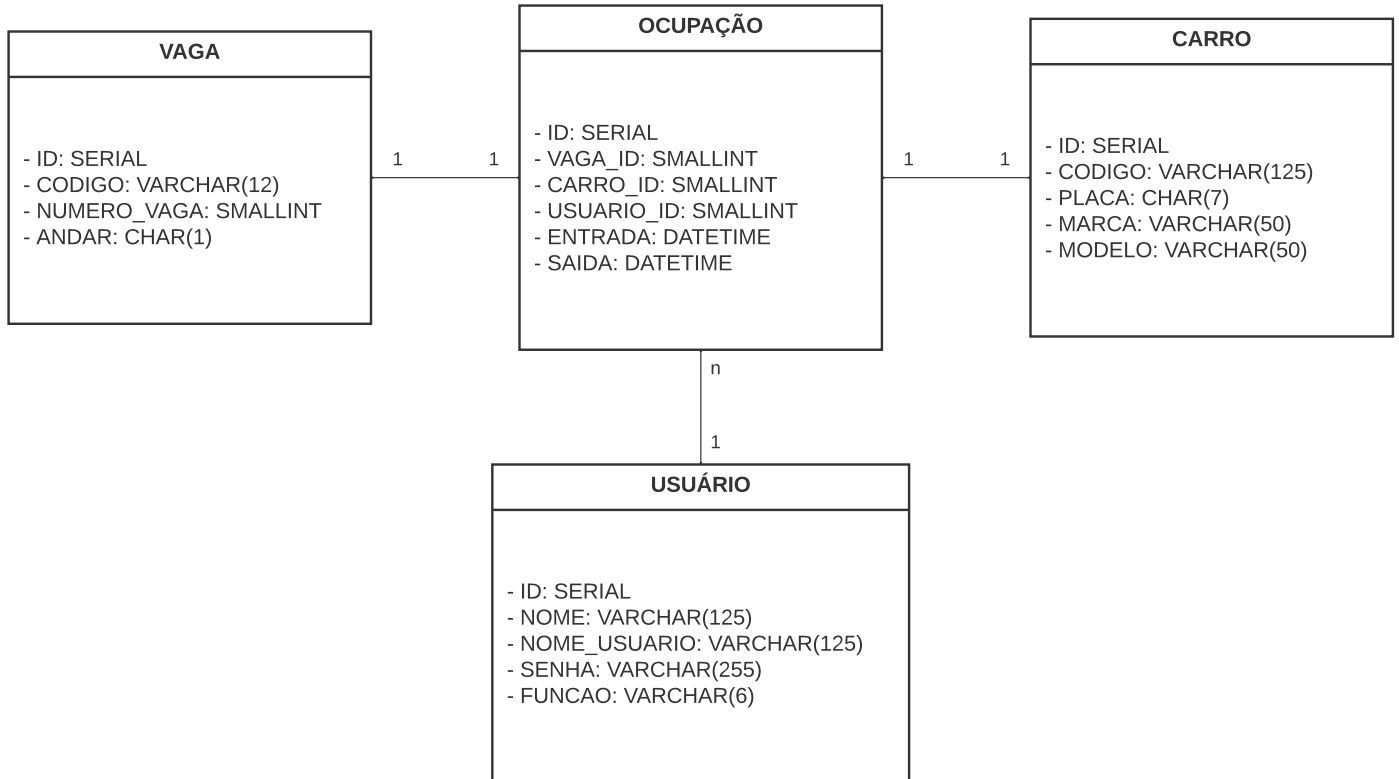 VAGA
- ID: SERIAL
- CODIGO: VARCHAR(12)
- NUMERO_VAGA: SMALLINT
- ANDAR: CHAR(1)
1
1
OCUPAÇÃO
- ID: SERIAL
- VAGA_ID: SMALLINT
- CARRO_ID: SMALLINT
- USUARIO_ID: SMALLINT
- ENTRADA: DATETIME
- SAIDA: DATETIME
1
1
CARRO
- ID: SERIAL
- CODIGO: VARCHAR(125)
- PLACA: CHAR(7)
- MARCA: VARCHAR(50)
- MODELO: VARCHAR(50)
n
1
USUÁRIO
- ID: SERIAL
- NOME: VARCHAR(125)
- NOME_USUARIO: VARCHAR(125)
- SENHA: VARCHAR(255)
- FUNCAO: VARCHAR(6)